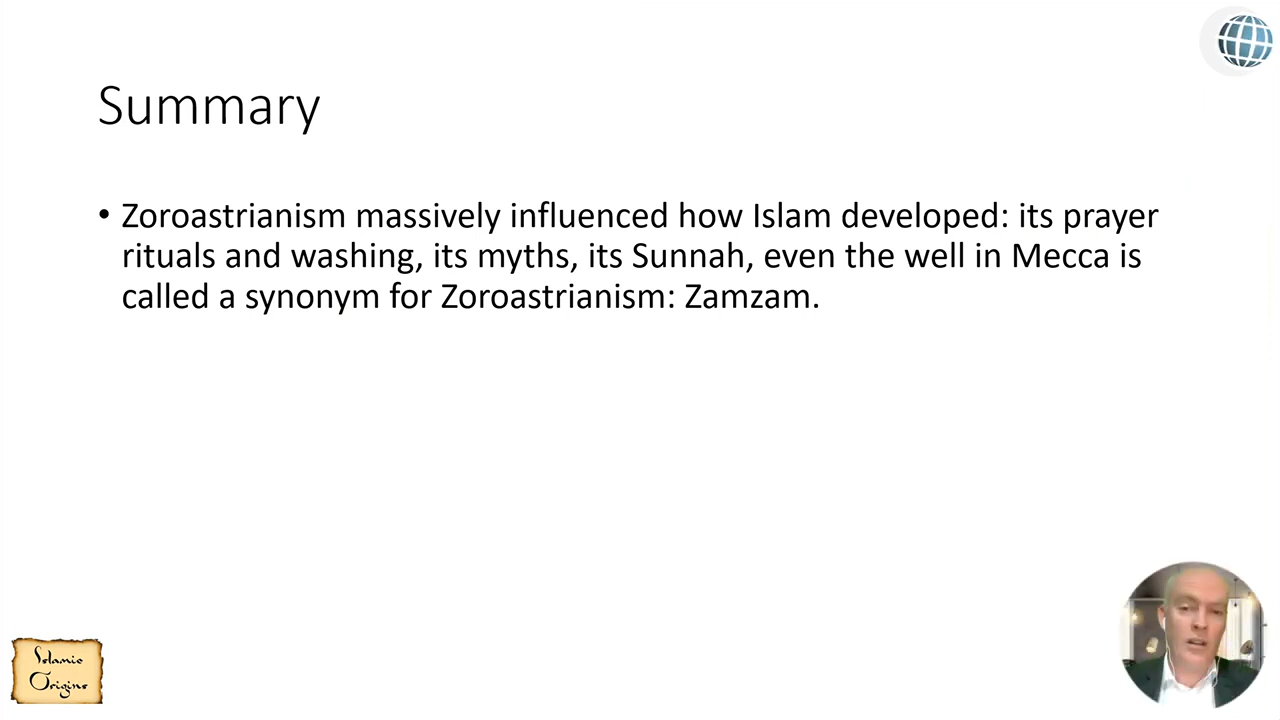 Summary
• Zoroastrianism massively influenced how Islam developed: its prayer
rituals and washing, its myths, its Sunnah, even the well in Mecca is
called a synonym for Zoroastrianism: Zamzam.
Islamic
Origins